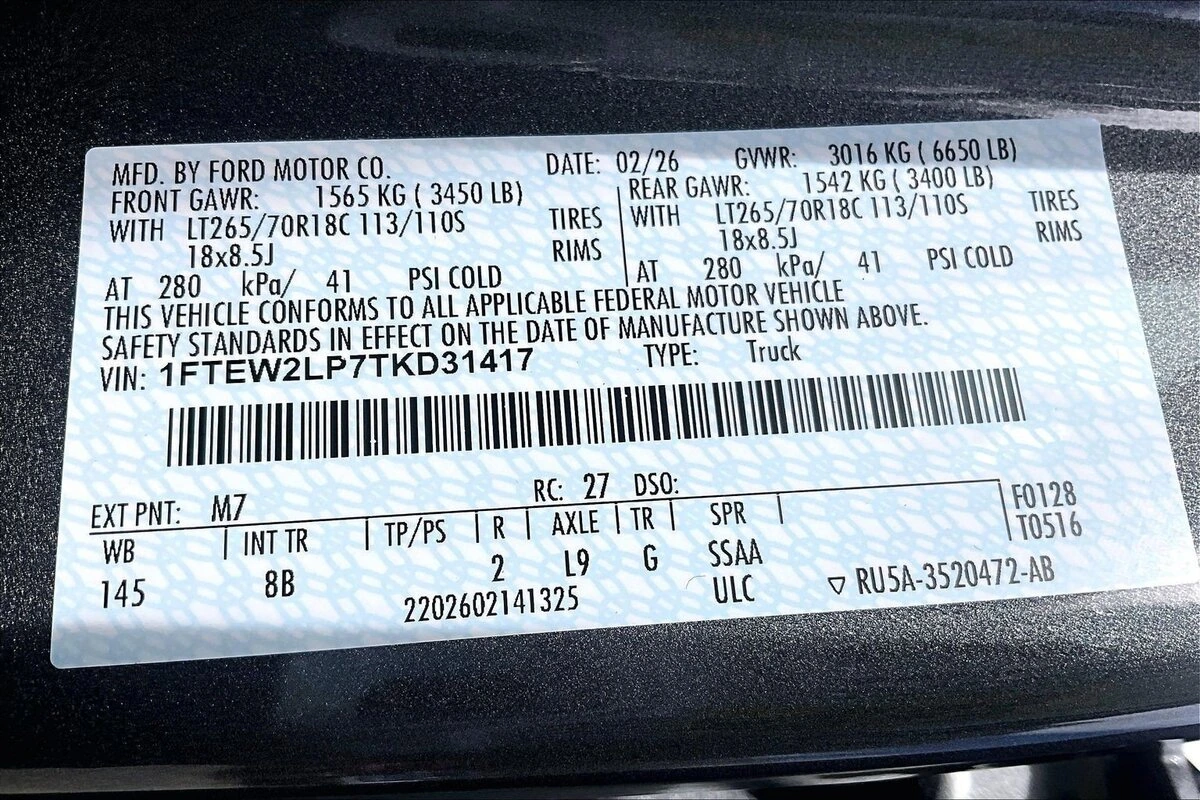 MFD. BY FORD MOTOR CO. DATE: 02/26 GVWR: 3016 KG ( 6650 LB)
FRONT GAWR: 1565 KG ( 3450 LB) REAR GAWR: 1542 KG ( 3400 LB)
WITH LT265/70R18C 113/110S TIRES WITH LT265/70R18C 113/110S TIRES
18x8.5J RIMS 18x8.5J RIMS
AT 280 kPa/ 41 PSI COLD AT 280 kPa/ 41 PSI COLD
THIS VEHICLE CONFORMS TO ALL APPLICABLE FEDERAL MOTOR VEHICLE
SAFETY STANDARDS IN EFFECT ON THE DATE OF MANUFACTURE SHOWN ABOVE.
VIN: 1FTEW2LP7TKD31417 TYPE: Truck
EXT PNT: M7 RC: 27 DSO:
WB INT TR TP/PS R AXLE TR SPR F0128
T0516
145 8B 2 L9 G SSAA
2202602141325 ULC ▽ RU5A-3520472-AB